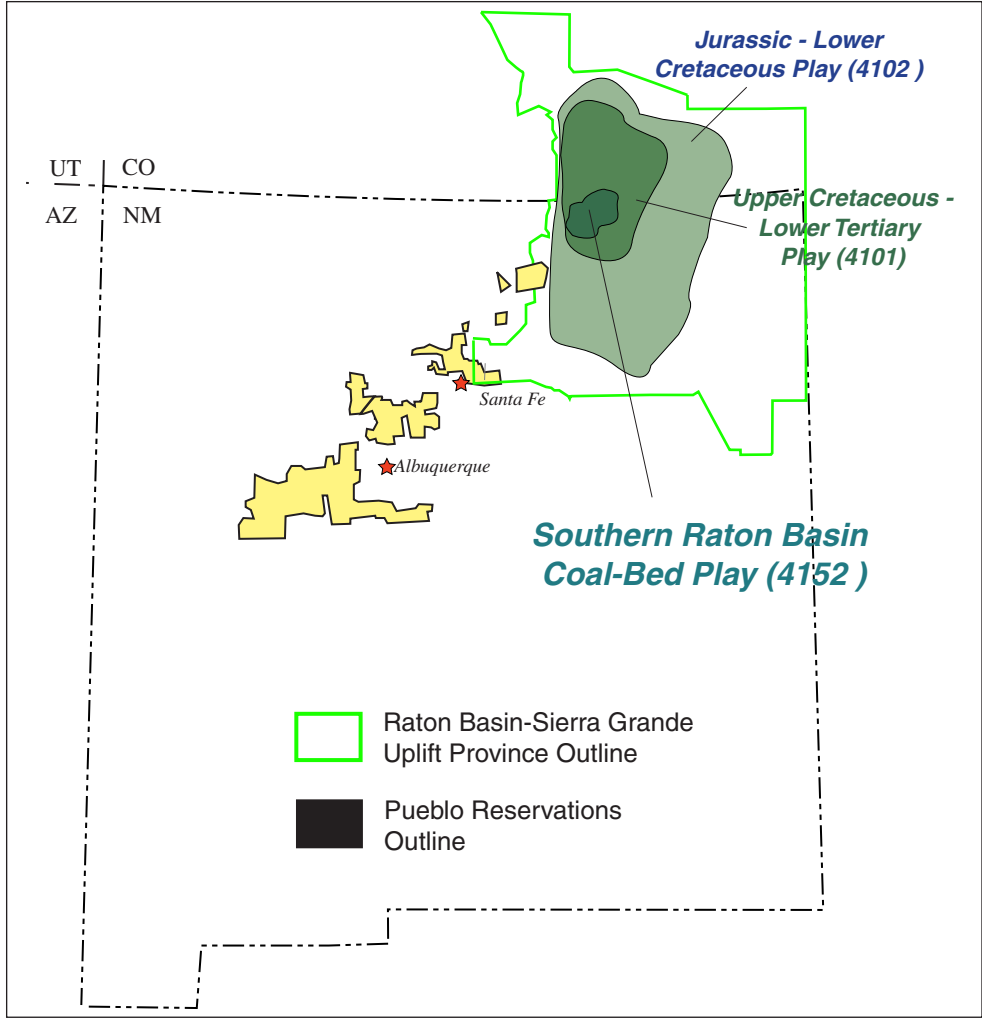 Jurassic - Lower
Cretaceous Play (4102 )
UT CO
AZ NM
Upper Cretaceous -
Lower Tertiary
Play (4101)
Santa Fe
Albuquerque
Southern Raton Basin
Coal-Bed Play (4152 )
Raton Basin-Sierra Grande
Uplift Province Outline
Pueblo Reservations
Outline